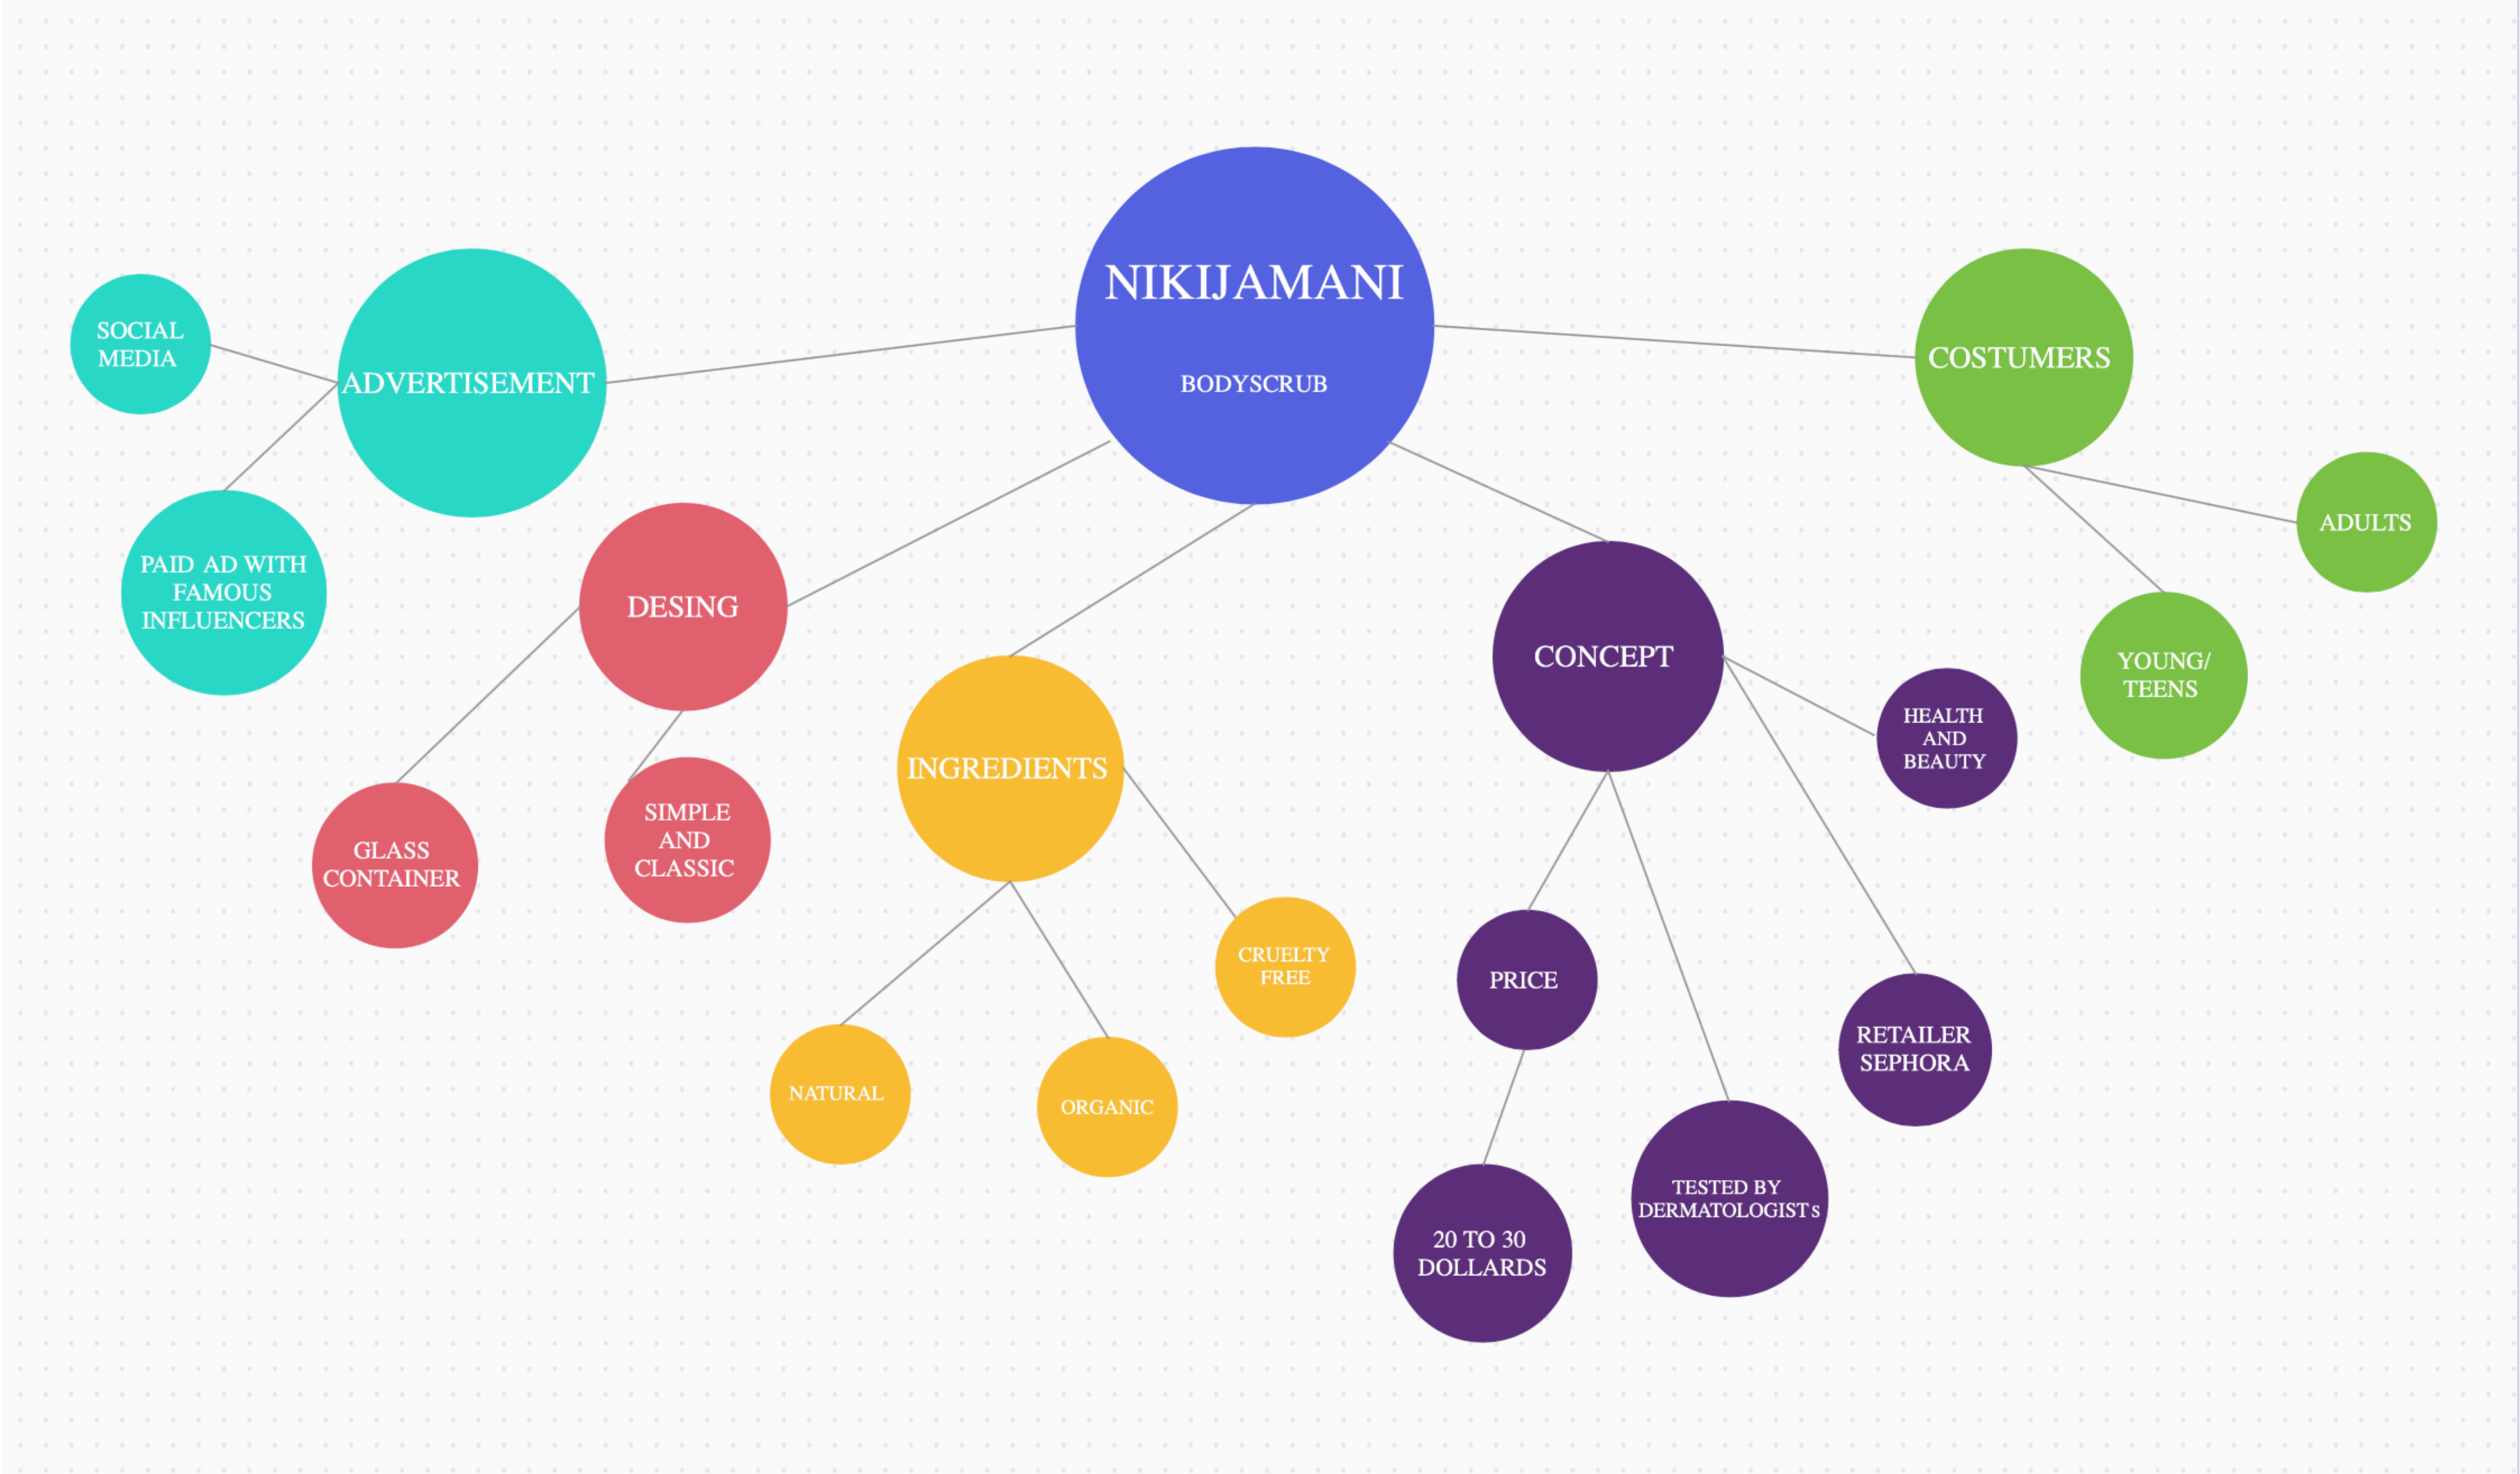 NIKIJAMANI
BODYSCRUB
ADVERTISEMENT
SOCIAL
MEDIA
PAID AD WITH
FAMOUS
INFLUENCERS
DESING
GLASS
CONTAINER
SIMPLE
AND
CLASSIC
INGREDIENTS
NATURAL
ORGANIC
CRUELTY
FREE
CONCEPT
PRICE
20 TO 30
DOLLARDS
TESTED BY
DERMATOLOGISTs
RETAILER
SEPHORA
HEALTH
AND
BEAUTY
COSTUMERS
ADULTS
YOUNG/
TEENS